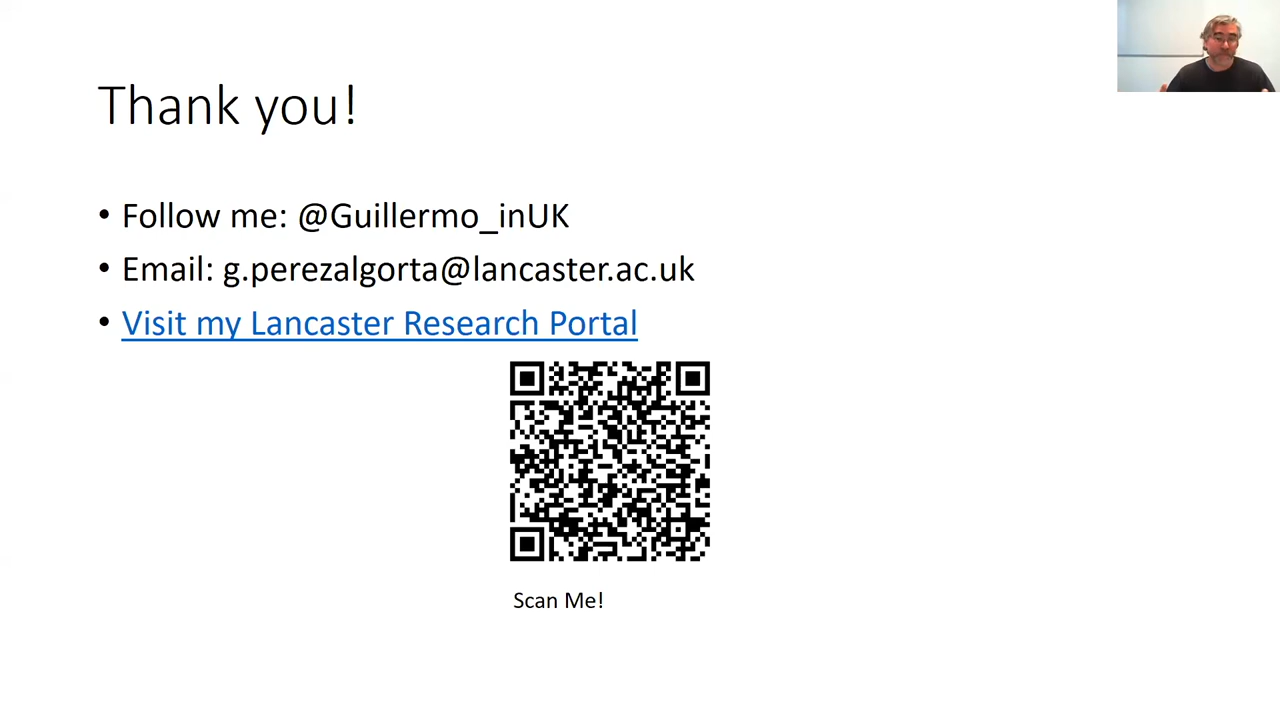 Thank you!
• Follow me: @Guillermo_inUK
• Email: g.perezalgorta@lancaster.ac.uk
• Visit my Lancaster Research Portal
Scan Me!